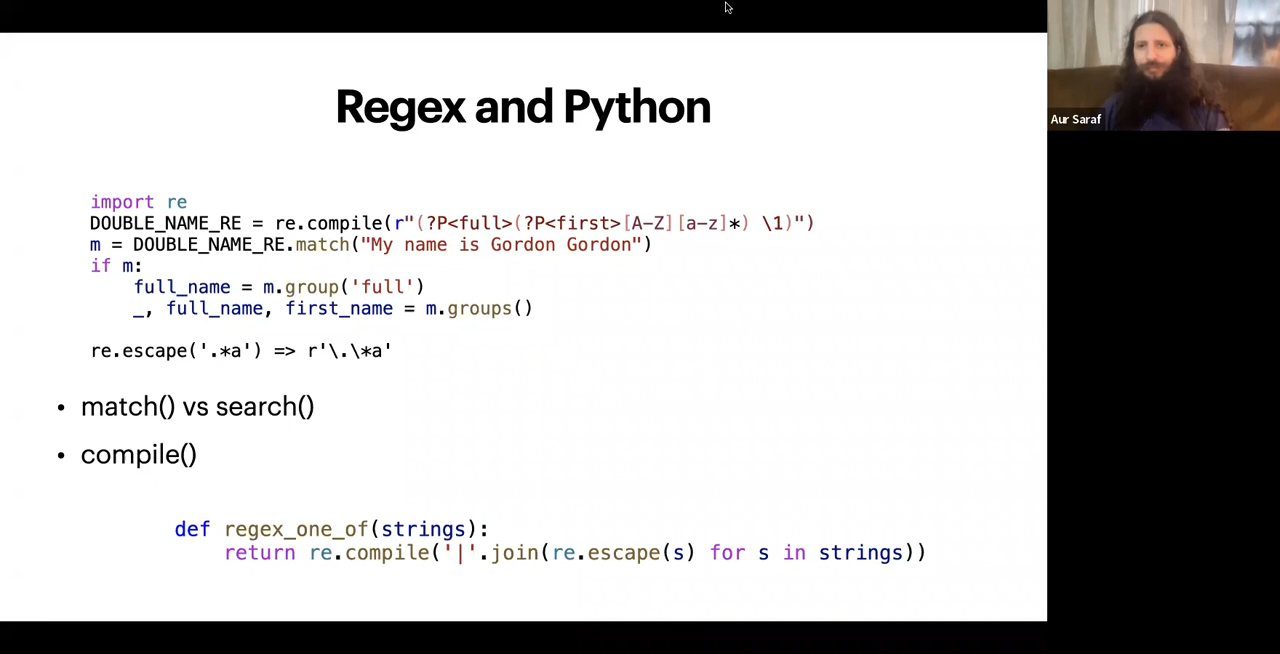 Regex and Python
Aur Saraf
import re
DOUBLE_NAME_RE = re.compile(r"(?P<full>(?P<first>[A-Z][a-z]*) \1)")
m = DOUBLE_NAME_RE.match("My name is Gordon Gordon")
if m:
    full_name = m.group('full')
    _, full_name, first_name = m.groups()
re.escape('.*a') => r'\.\*a'
• match() vs search()
• compile()
def regex_one_of(strings):
    return re.compile('|'.join(re.escape(s) for s in strings))